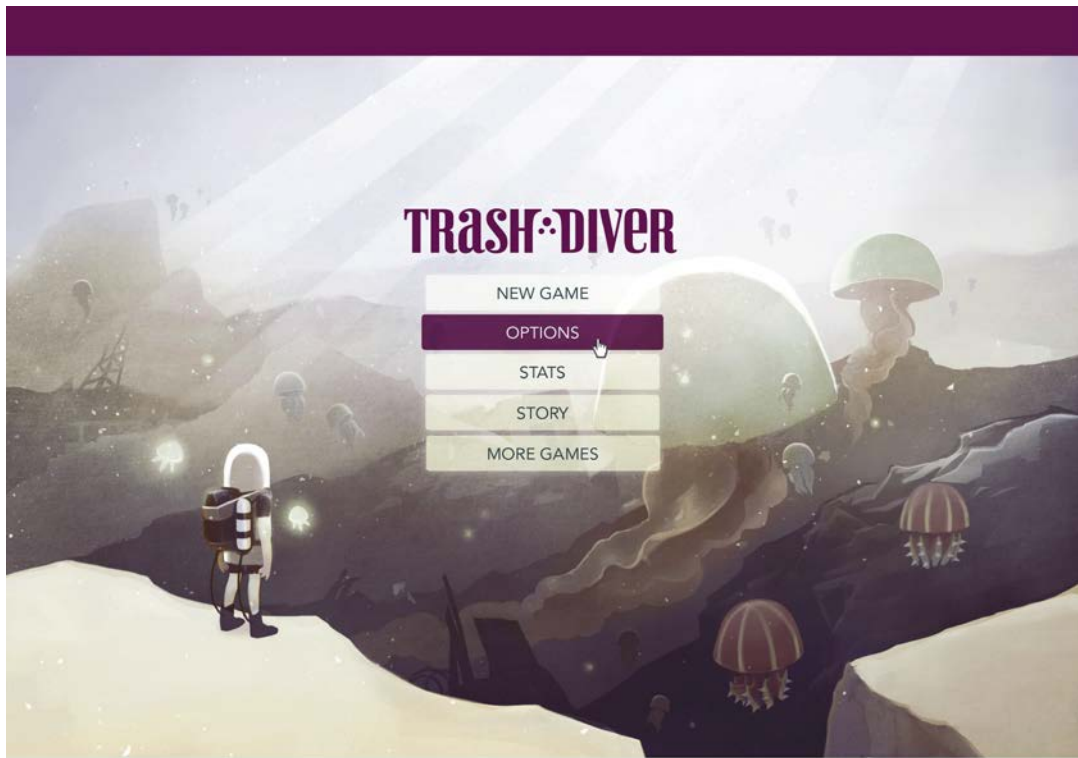 TRASH DIVER
NEW GAME
OPTIONS
STATS
STORY
MORE GAMES